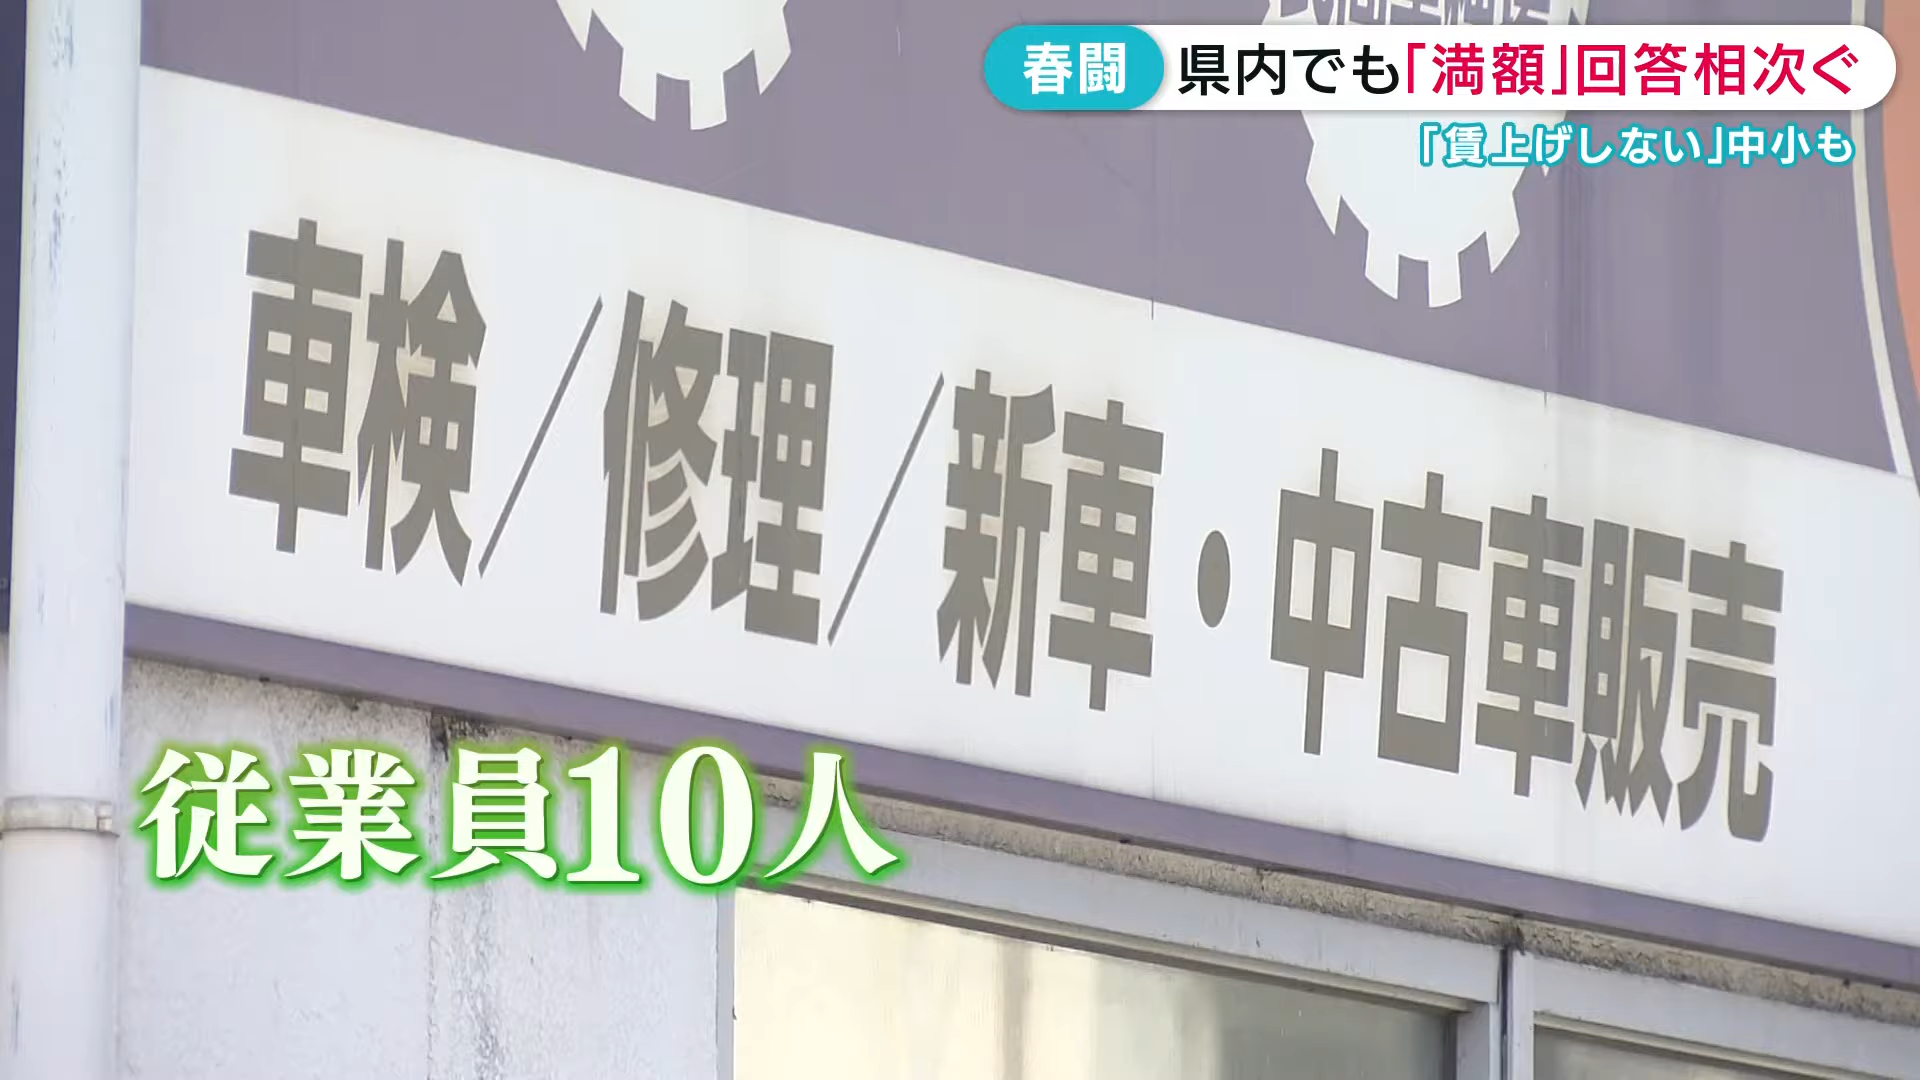 春闘 県内でも「満額」回答相次ぐ
「賃上げしない」中小も
車検/修理/新車・中古車販売
従業員10人